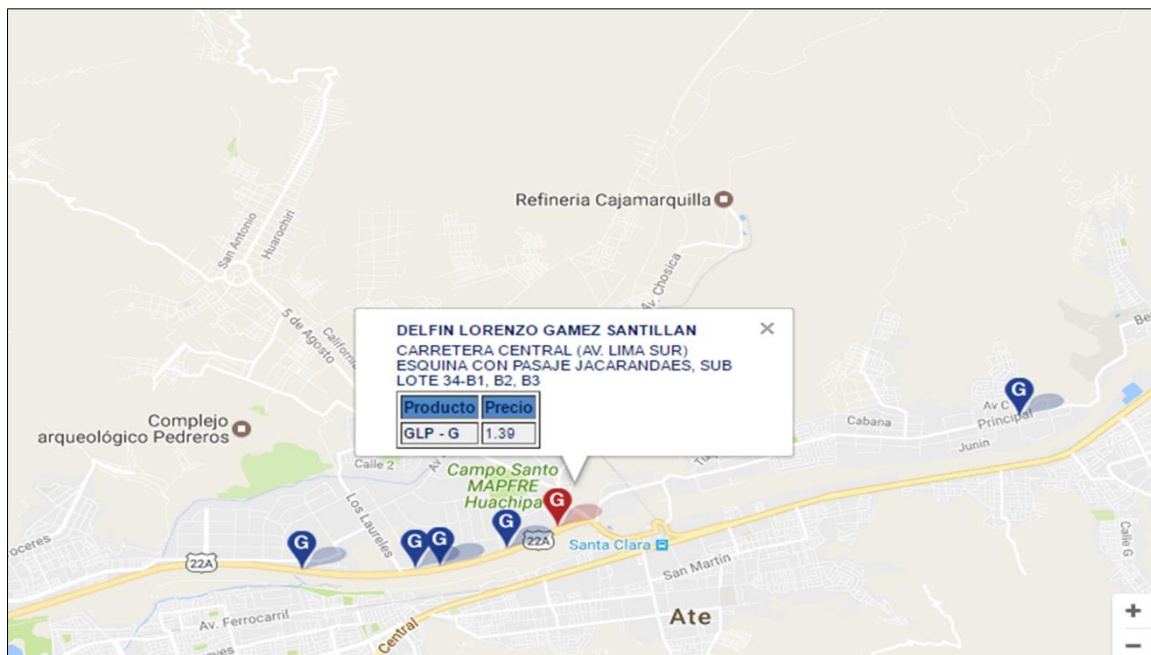 Refineria Cajamarquilla
San Antonio
Huarochiri
5 de Agosto
California
Av. Chosica
DELFIN LORENZO GAMEZ SANTILLAN
CARRETERA CENTRAL (AV. LIMA SUR)
ESQUINA CON PASAJE JACARANDAES, SUB
LOTE 34-B1, B2, B3
Producto Precio
GLP - G 1.39
Complejo
arqueológico Pedreros
Calle 2
Campo Santo
MAPFRE
Huachipa
Los Laureles
G
G
G
G
G
G
Av C
Principal
Cabana
Junin
22A
22A
Santa Clara
San Martín
Calle G
Av. Ferrocarril
Central
Ate
+
−